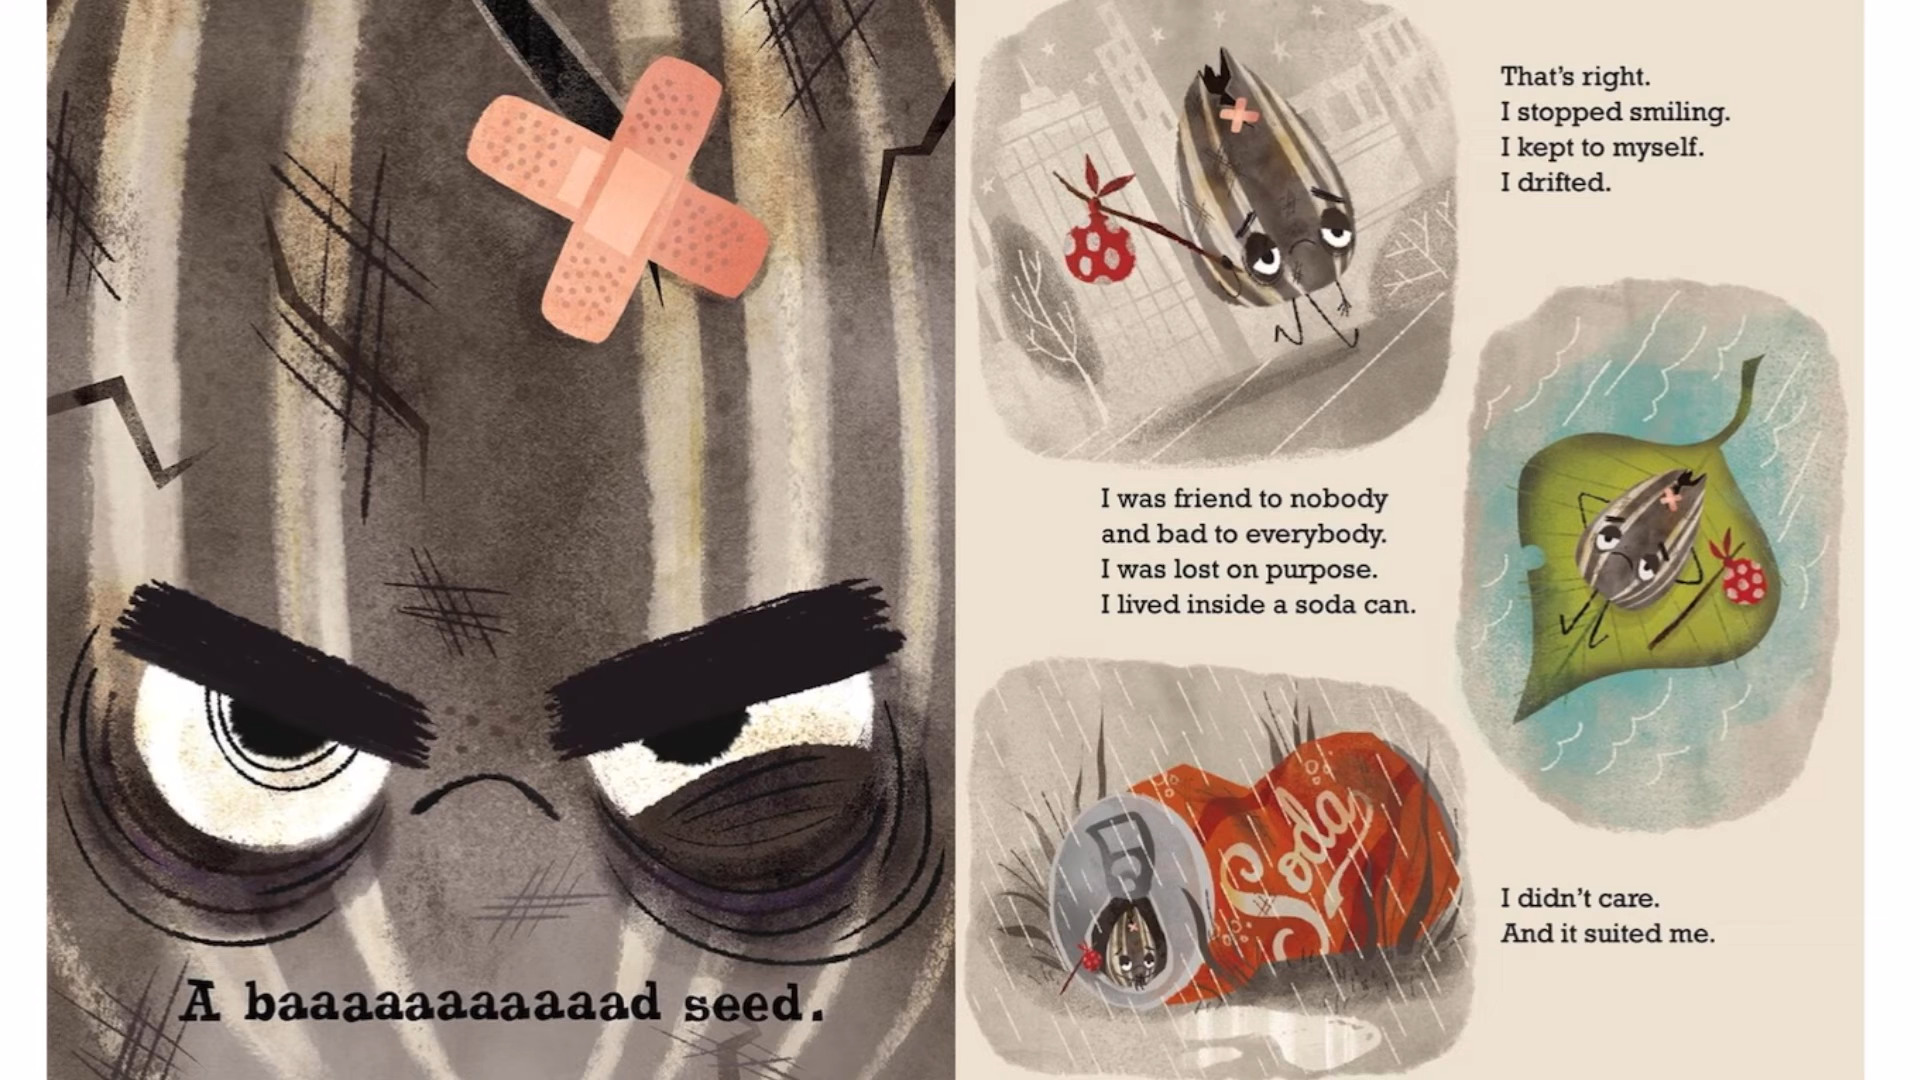 A baaaaaaaaaaaad seed.
That's right.
I stopped smiling.
I kept to myself.
I drifted.
I was friend to nobody
and bad to everybody.
I was lost on purpose.
I lived inside a soda can.
Soda
I didn't care.
And it suited me.